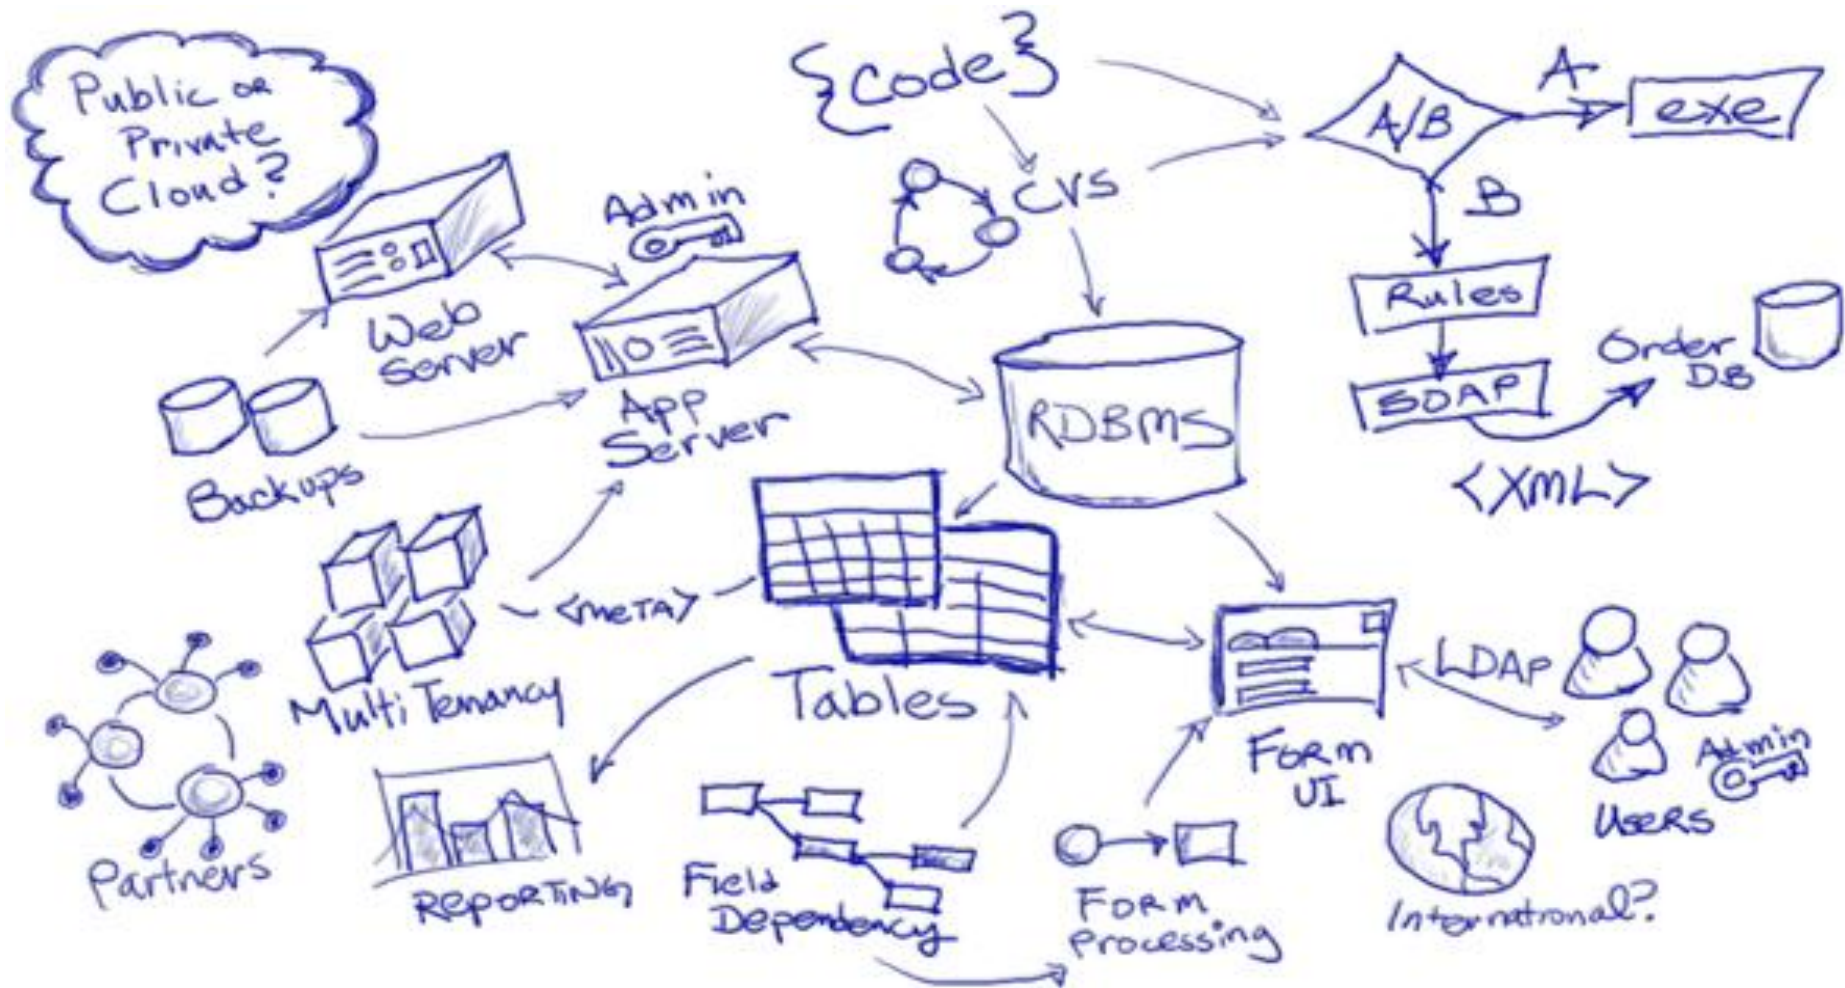 Public or
Private
Cloud?
{Code}
A/B
A
exe
B
CVS
Admin
Web
Server
App
Server
Backups
RDBMS
Rules
SOAP
Order
DB
<XML>
<META>
Multi Tenancy
Tables
LDAP
Form
UI
Admin
Users
Partners
REPORTING
Field
Dependency
Form
Processing
International?